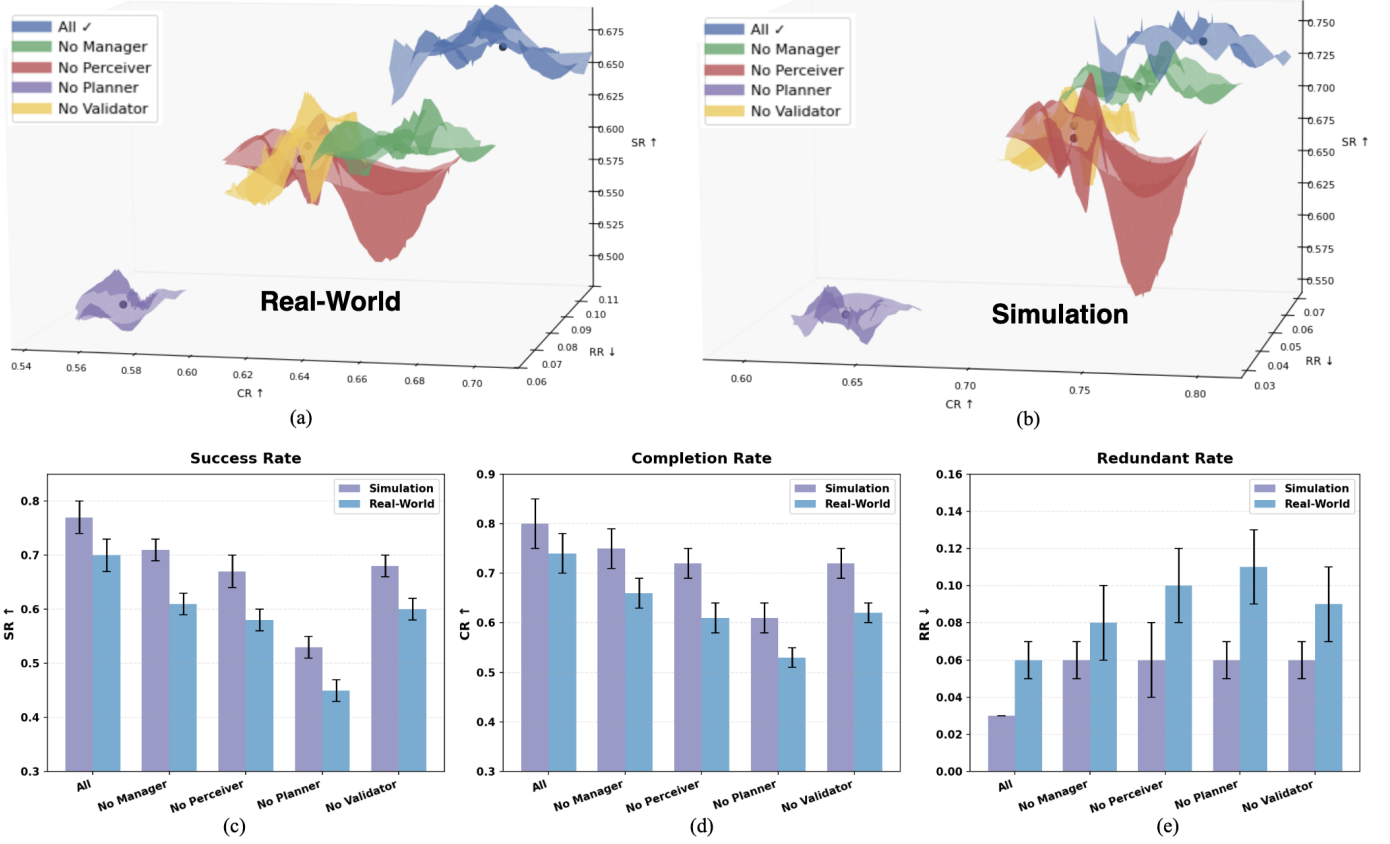 All ✓
No Manager
No Perceiver
No Planner
No Validator
0.675
0.650
0.625
0.600
SR ↑
0.575
0.550
0.525
0.500
0.11
0.10
0.09
0.08
0.07
0.06
RR ↓
Real-World
0.54 0.56 0.58 0.60 0.62 0.64 0.66 0.68 0.70
CR ↑
(a)
All ✓
No Manager
No Perceiver
No Planner
No Validator
0.750
0.725
0.700
0.675
SR ↑
0.650
0.625
0.600
0.575
0.550
0.07
0.06
0.05
0.04
0.03
RR ↓
Simulation
0.60 0.65 0.70 0.75 0.80
CR ↑
(b)
Success Rate
Simulation
Real-World
0.8
0.7
0.6
0.5
0.4
0.3
SR ↑
All No Manager No Perceiver No Planner No Validator
(c)
Completion Rate
Simulation
Real-World
0.9
0.8
0.7
0.6
0.5
0.4
0.3
CR ↑
All No Manager No Perceiver No Planner No Validator
(d)
Redundant Rate
Simulation
Real-World
0.16
0.14
0.12
0.10
0.08
0.06
0.04
0.02
0.00
RR ↓
All No Manager No Perceiver No Planner No Validator
(e)